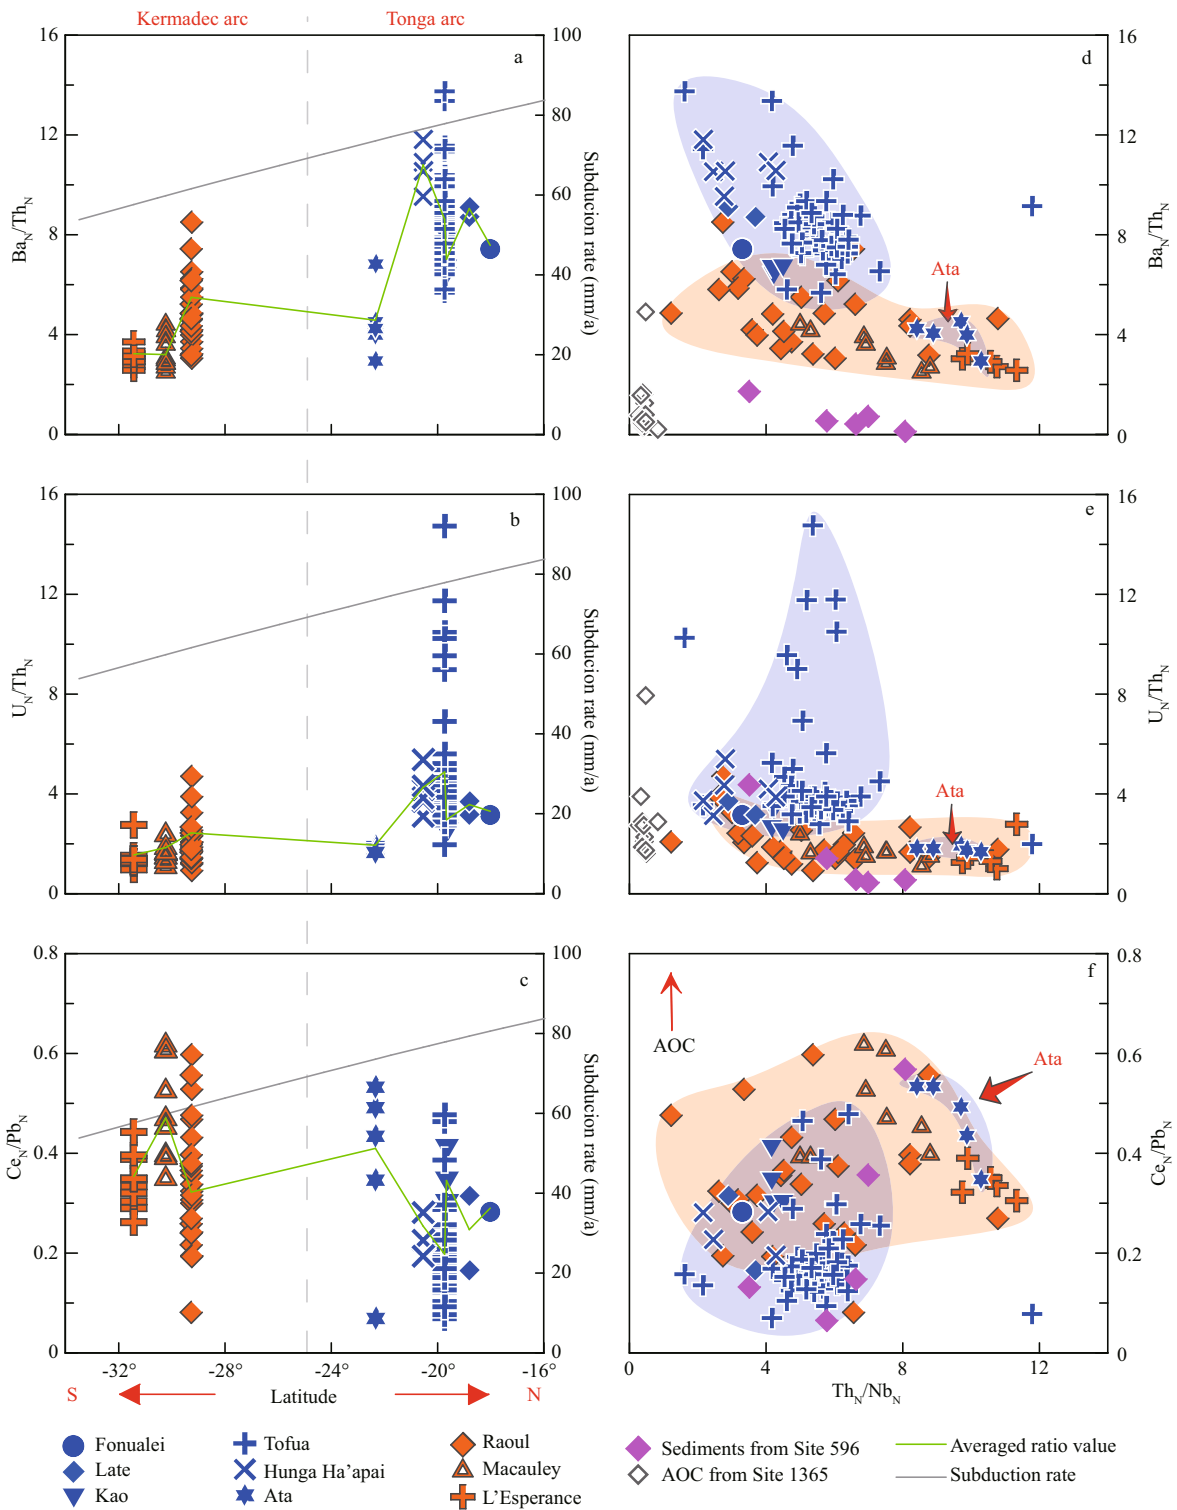 Kermadec arc
Tonga arc
16
12
8
4
0
Ba_N/Th_N
a
100
80
60
40
20
0
Subducion rate (mm/a)
d
16
12
8
4
0
Ba_N/Th_N
Ata
16
12
8
4
0
U_N/Th_N
b
100
80
60
40
20
0
Subducion rate (mm/a)
e
16
12
8
4
0
U_N/Th_N
Ata
0.8
0.6
0.4
0.2
0
Ce_N/Pb_N
c
100
80
60
40
20
0
Subducion rate (mm/a)
f
AOC
Ata
0.8
0.6
0.4
0.2
0
Ce_N/Pb_N
-32° -28° -24° -20° -16°
S Latitude N
0 4 8 12
Th_N/Nb_N
Fonualei Tofua Raoul Sediments from Site 596 Averaged ratio value
Late Hunga Ha’apai Macauley AOC from Site 1365 Subduction rate
Kao Ata L’Esperance